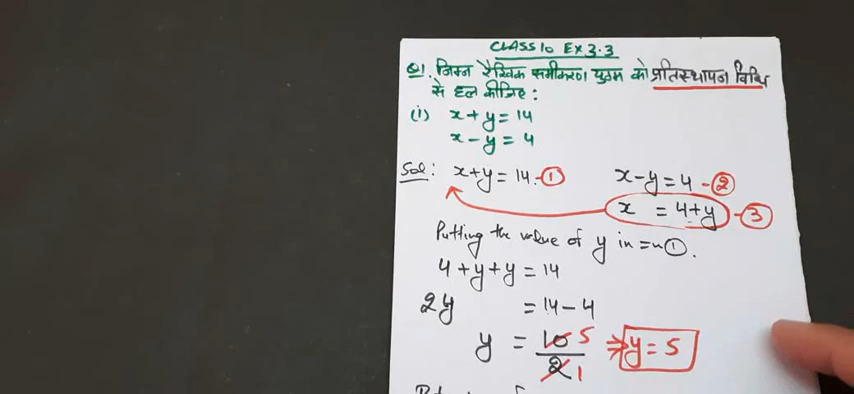 CLASS 10 EX 3.3
Q1. निम्न रैखिक समीकरण युग्म को प्रतिस्थापन विधि
से हल कीजिए :
(i) x + y = 14
x - y = 4
Sol: x + y = 14 - ① x - y = 4 - ②
x = 4 + y - ③
Putting the value of y in =n ①.
4 + y + y = 14
2y = 14 - 4
y = 10 5 / 2 1 ⇒ y = 5